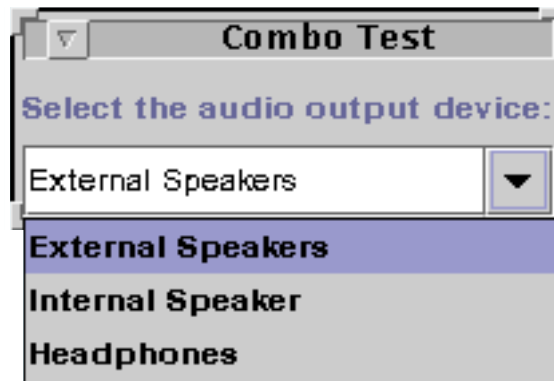 Combo Test
Select the audio output device:
External Speakers
External Speakers
Internal Speaker
Headphones